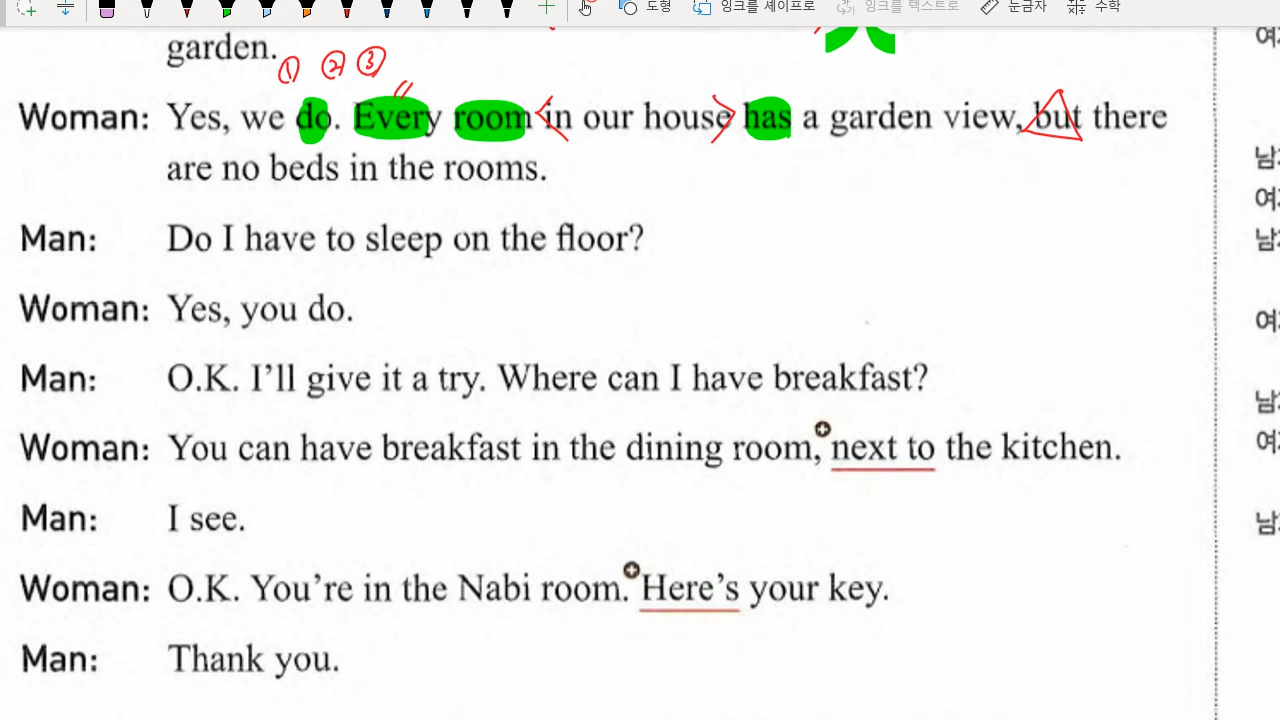 도형 잉크를 셰이프로 잉크를 텍스트로 눈금자 수학
garden.
① ② ③
Woman: Yes, we do. Every room in our house has a garden view, but there
are no beds in the rooms.
Man: Do I have to sleep on the floor?
Woman: Yes, you do.
Man: O.K. I'll give it a try. Where can I have breakfast?
Woman: You can have breakfast in the dining room, next to the kitchen.
Man: I see.
Woman: O.K. You're in the Nabi room. Here's your key.
Man: Thank you.